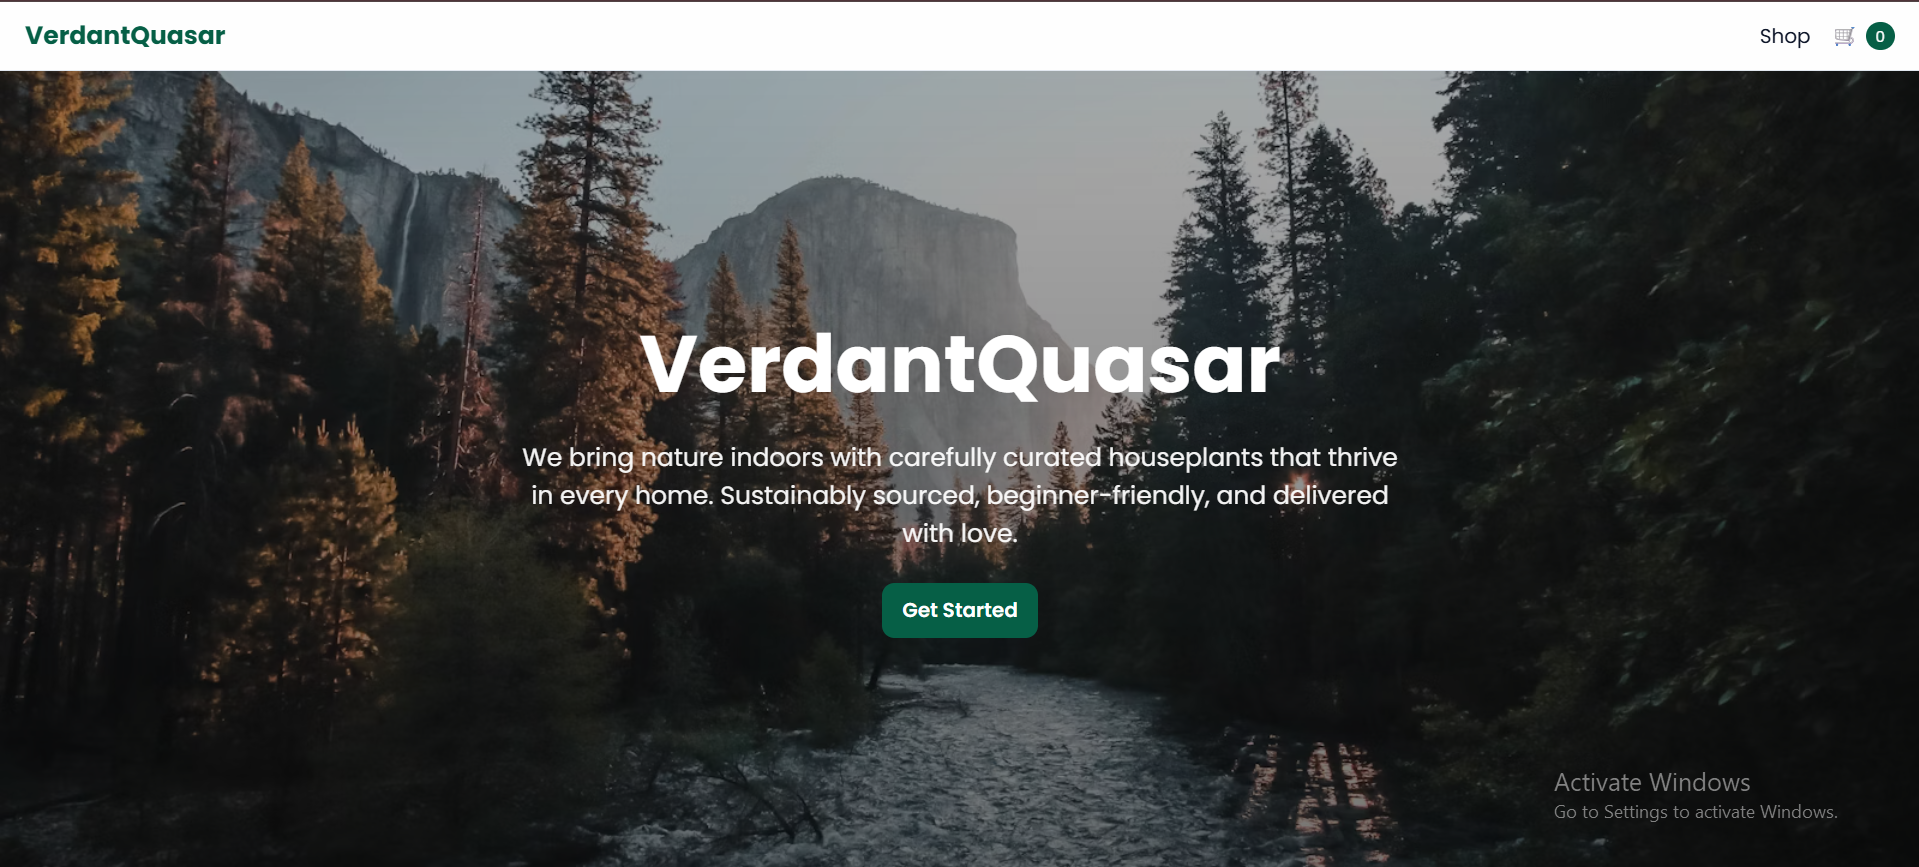 VerdantQuasar
Shop 🛒 0
VerdantQuasar
We bring nature indoors with carefully curated houseplants that thrive
in every home. Sustainably sourced, beginner-friendly, and delivered
with love.
Get Started
Activate Windows
Go to Settings to activate Windows.